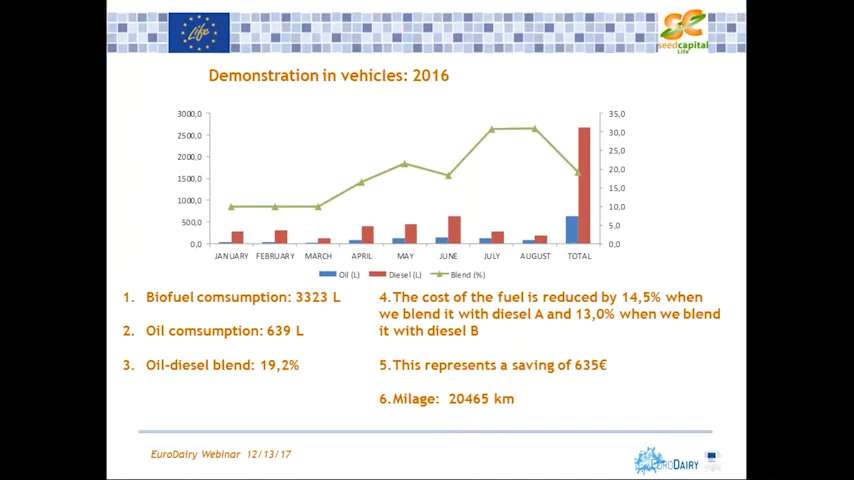 Life
seedcapital
Life
Demonstration in vehicles: 2016
3000,0
2500,0
2000,0
1500,0
1000,0
500,0
0,0
35,0
30,0
25,0
20,0
15,0
10,0
5,0
0,0
JANUARY FEBRUARY MARCH APRIL MAY JUNE JULY AUGUST TOTAL
Oil (L) Diesel (L) Blend (%)
1. Biofuel comsumption: 3323 L
2. Oil comsumption: 639 L
3. Oil-diesel blend: 19,2%
4.The cost of the fuel is reduced by 14,5% when
we blend it with diesel A and 13,0% when we blend
it with diesel B
5.This represents a saving of 635€
6.Milage: 20465 km
EuroDairy Webinar 12/13/17
EURODAIRY